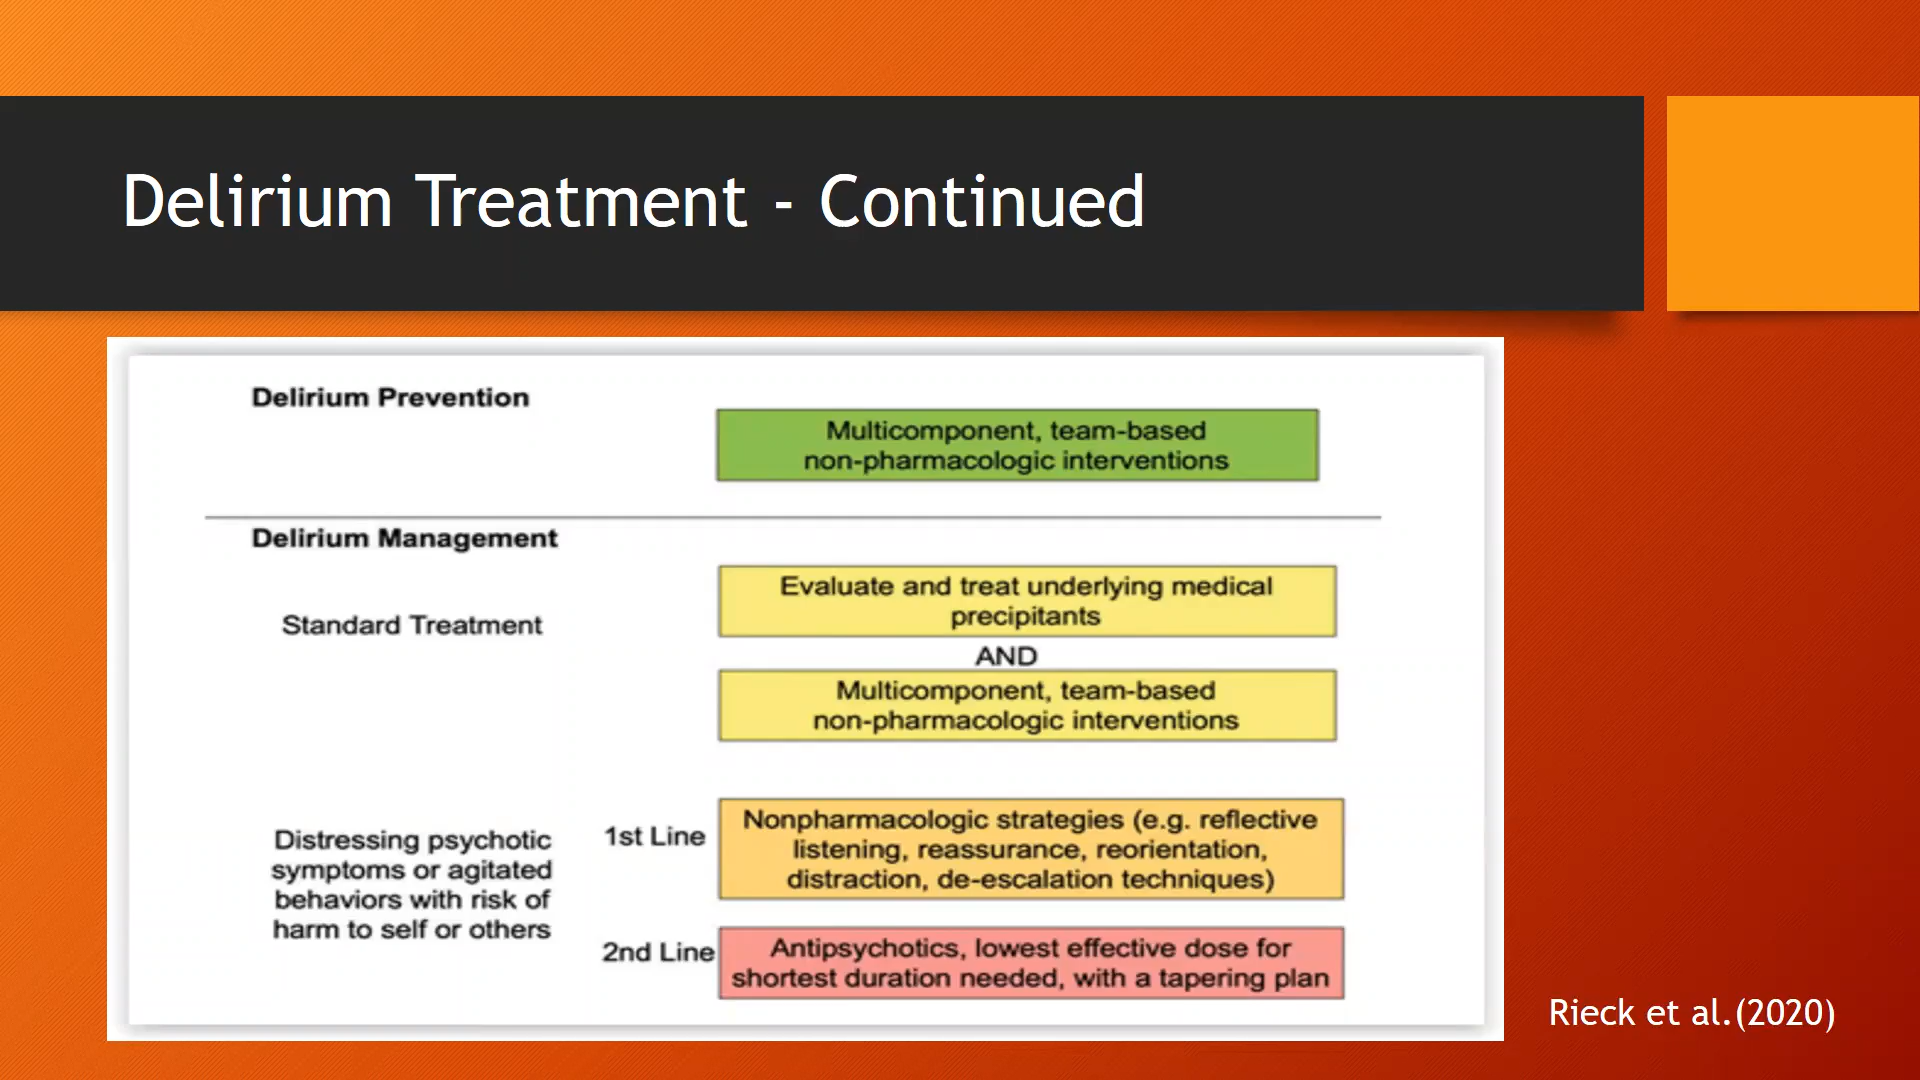 Delirium Treatment - Continued
Delirium Prevention
Multicomponent, team-based
non-pharmacologic interventions
Delirium Management
Standard Treatment
Evaluate and treat underlying medical
precipitants
AND
Multicomponent, team-based
non-pharmacologic interventions
Distressing psychotic
symptoms or agitated
behaviors with risk of
harm to self or others
1st Line
Nonpharmacologic strategies (e.g. reflective
listening, reassurance, reorientation,
distraction, de-escalation techniques)
2nd Line
Antipsychotics, lowest effective dose for
shortest duration needed, with a tapering plan
Rieck et al.(2020)